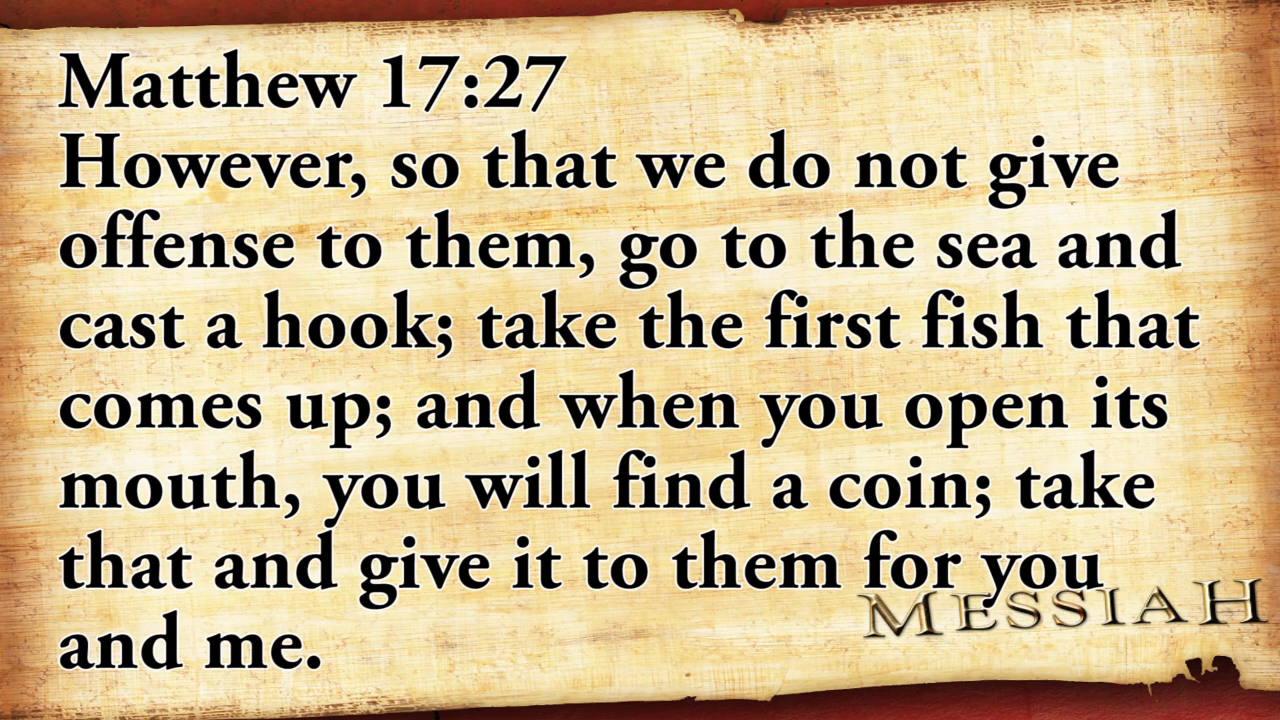 Matthew 17:27
However, so that we do not give
offense to them, go to the sea and
cast a hook; take the first fish that
comes up; and when you open its
mouth, you will find a coin; take
that and give it to them for you
and me.
MESSIAH